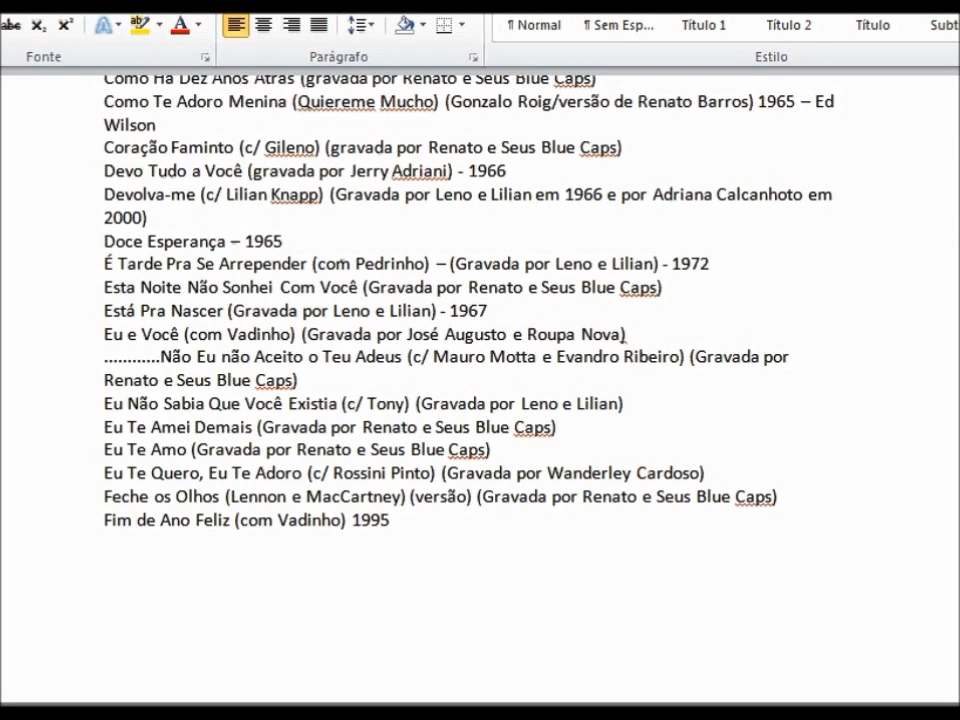 abc x₂ x² A ab A
¶ Normal ¶ Sem Esp... Título 1 Título 2 Título Subt
Fonte Parágrafo Estilo
Como Há Dez Anos Atrás (gravada por Renato e Seus Blue Caps)
Como Te Adoro Menina (Quiereme Mucho) (Gonzalo Roig/versão de Renato Barros) 1965 – Ed
Wilson
Coração Faminto (c/ Gileno) (gravada por Renato e Seus Blue Caps)
Devo Tudo a Você (gravada por Jerry Adriani) - 1966
Devolva-me (c/ Lilian Knapp) (Gravada por Leno e Lilian em 1966 e por Adriana Calcanhoto em
2000)
Doce Esperança – 1965
É Tarde Pra Se Arrepender (com Pedrinho) – (Gravada por Leno e Lilian) - 1972
Esta Noite Não Sonhei Com Você (Gravada por Renato e Seus Blue Caps)
Está Pra Nascer (Gravada por Leno e Lilian) - 1967
Eu e Você (com Vadinho) (Gravada por José Augusto e Roupa Nova)
............Não Eu não Aceito o Teu Adeus (c/ Mauro Motta e Evandro Ribeiro) (Gravada por
Renato e Seus Blue Caps)
Eu Não Sabia Que Você Existia (c/ Tony) (Gravada por Leno e Lilian)
Eu Te Amei Demais (Gravada por Renato e Seus Blue Caps)
Eu Te Amo (Gravada por Renato e Seus Blue Caps)
Eu Te Quero, Eu Te Adoro (c/ Rossini Pinto) (Gravada por Wanderley Cardoso)
Feche os Olhos (Lennon e MacCartney) (versão) (Gravada por Renato e Seus Blue Caps)
Fim de Ano Feliz (com Vadinho) 1995